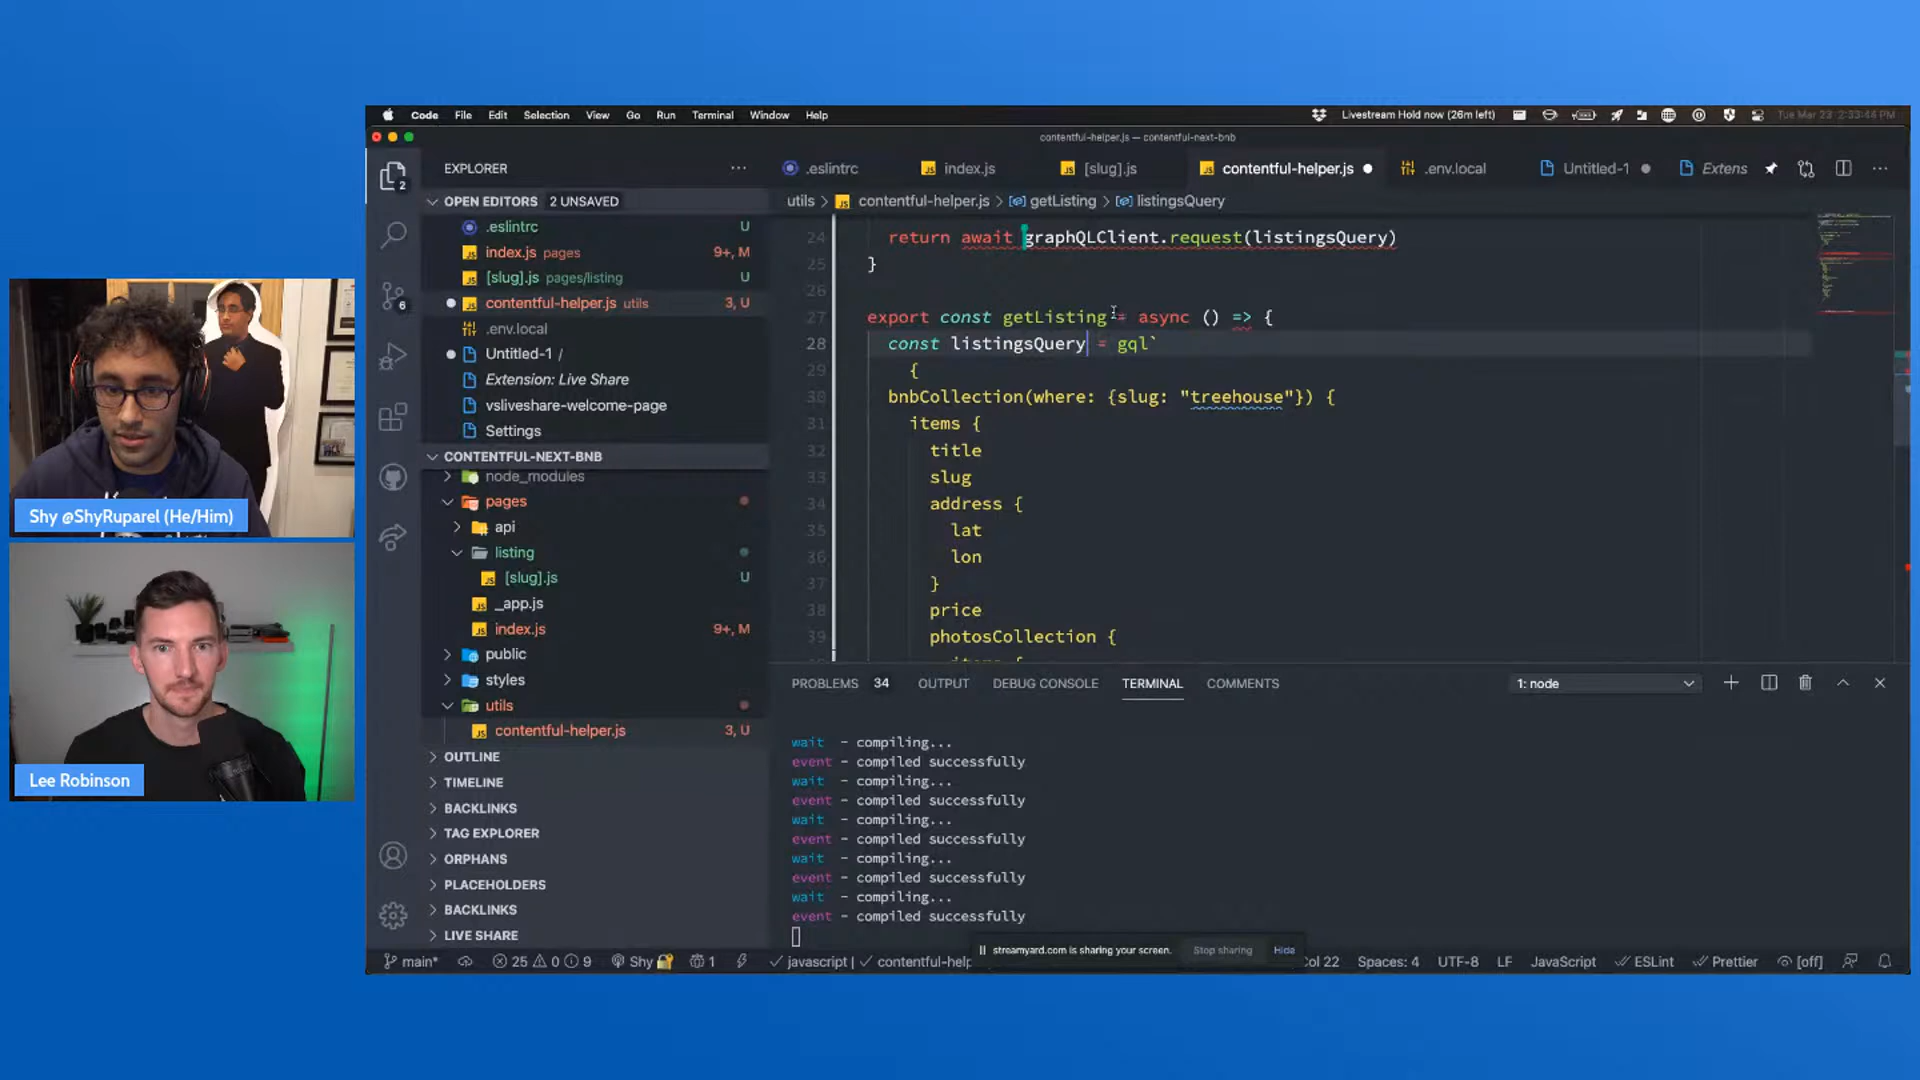 Code File Edit Selection View Go Run Terminal Window Help
Livestream Hold now (26m left)
Tue Mar 23 2:33:46 PM
contentful-helper.js — contentful-next-bnb
EXPLORER
.eslintrc
index.js
[slug].js
contentful-helper.js
.env.local
Untitled-1
Extens
OPEN EDITORS 2 UNSAVED
.eslintrc U
index.js pages 9+, M
[slug].js pages/listing U
contentful-helper.js utils 3, U
.env.local
Untitled-1 /
Extension: Live Share
vsliveshare-welcome-page
Settings
CONTENTFUL-NEXT-BNB
node_modules
pages
api
listing
[slug].js U
_app.js
index.js 9+, M
public
styles
utils
contentful-helper.js 3, U
OUTLINE
TIMELINE
BACKLINKS
TAG EXPLORER
ORPHANS
PLACEHOLDERS
BACKLINKS
LIVE SHARE
2
6
utils > contentful-helper.js > getListing > listingsQuery
24 return await graphQLClient.request(listingsQuery)
25 }
26
27 export const getListing = async () => {
28 const listingsQuery = gql`
29 {
30 bnbCollection(where: {slug: "treehouse"}) {
31 items {
32 title
33 slug
34 address {
35 lat
36 lon
37 }
38 price
39 photosCollection {
PROBLEMS 34 OUTPUT DEBUG CONSOLE TERMINAL COMMENTS
1: node
wait - compiling...
event - compiled successfully
wait - compiling...
event - compiled successfully
wait - compiling...
event - compiled successfully
wait - compiling...
event - compiled successfully
wait - compiling...
event - compiled successfully
streamyard.com is sharing your screen. Stop sharing Hide
main* 25 0 9 Shy 1 javascript | contentful-help
Col 22 Spaces: 4 UTF-8 LF JavaScript ESLint Prettier [off]
Shy @ShyRuparel (He/Him)
Lee Robinson